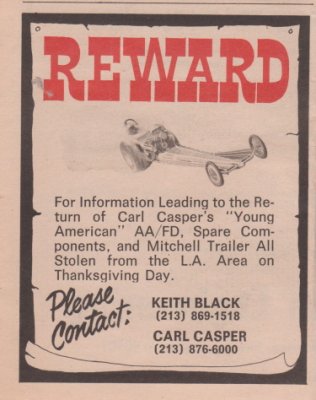 REWARD
For Information Leading to the Re-
turn of Carl Casper's "Young
American" AA/FD, Spare Com-
ponents, and Mitchell Trailer All
Stolen from the L.A. Area on
Thanksgiving Day.
Please
Contact:
KEITH BLACK
(213) 869-1518
CARL CASPER
(213) 876-6000